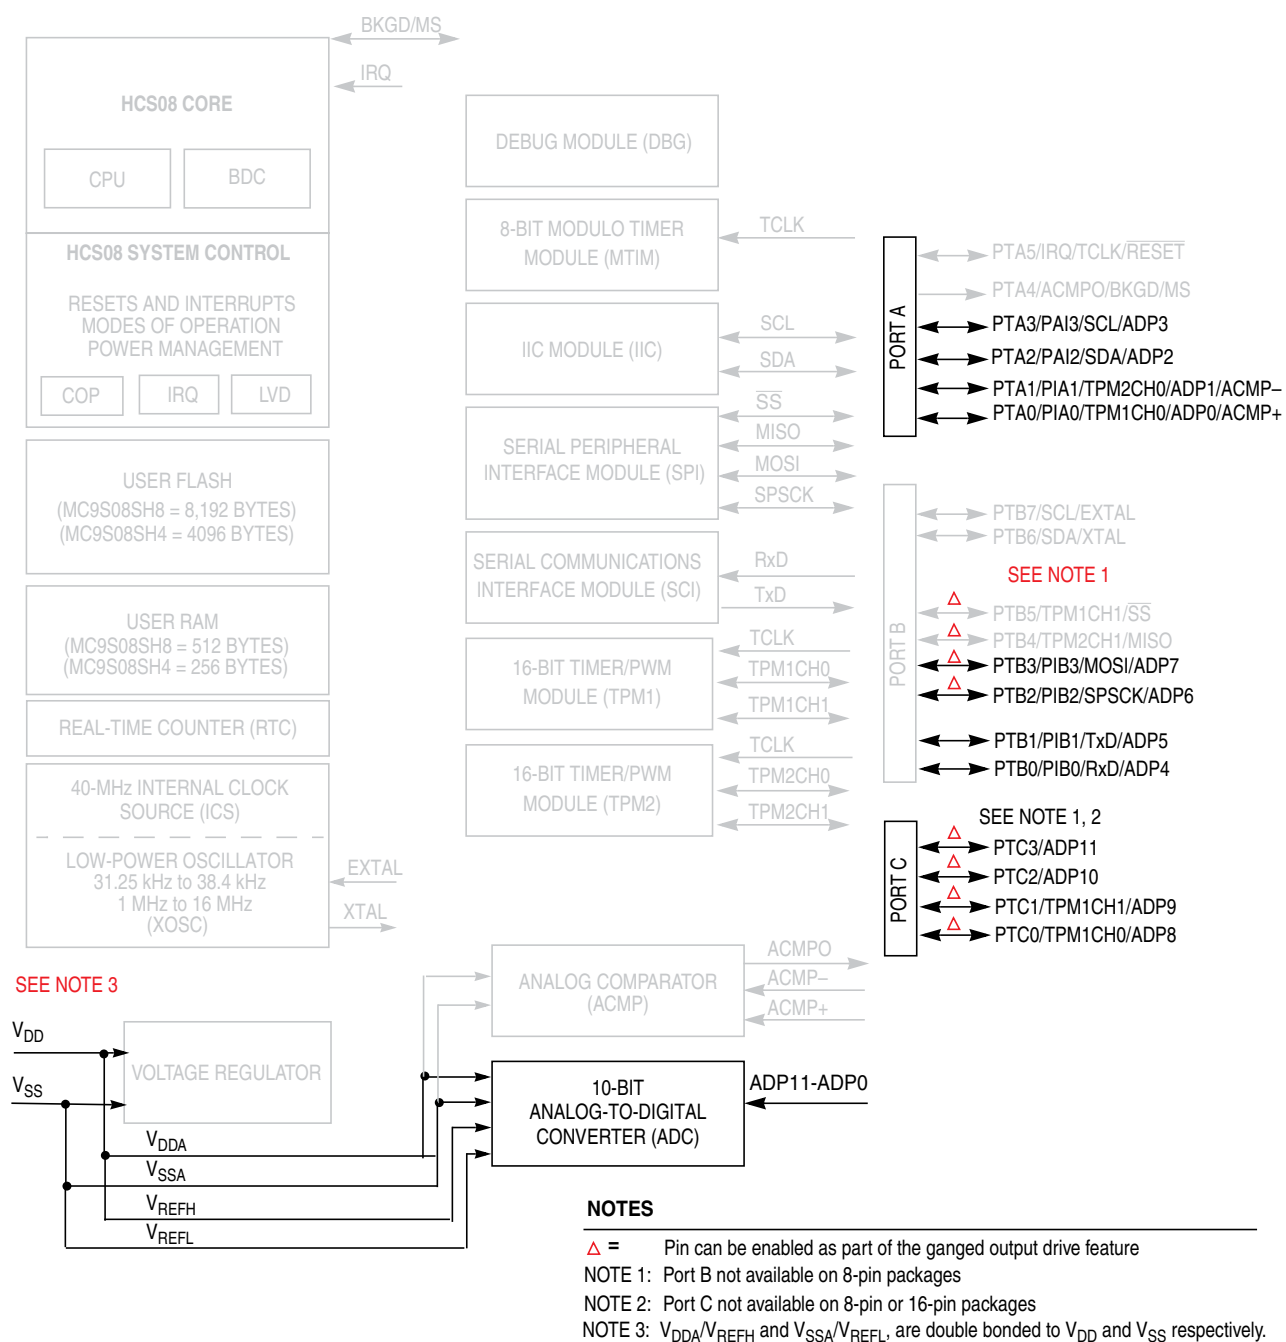 BKGD/MS
IRQ
HCS08 CORE
CPU
BDC
HCS08 SYSTEM CONTROL
RESETS AND INTERRUPTS
MODES OF OPERATION
POWER MANAGEMENT
COP
IRQ
LVD
USER FLASH
(MC9S08SH8 = 8,192 BYTES)
(MC9S08SH4 = 4096 BYTES)
USER RAM
(MC9S08SH8 = 512 BYTES)
(MC9S08SH4 = 256 BYTES)
REAL-TIME COUNTER (RTC)
40-MHz INTERNAL CLOCK
SOURCE (ICS)
LOW-POWER OSCILLATOR
31.25 kHz to 38.4 kHz
1 MHz to 16 MHz
(XOSC)
EXTAL
XTAL
SEE NOTE 3
VDD
VSS
VOLTAGE REGULATOR
VDDA
VSSA
VREFH
VREFL
DEBUG MODULE (DBG)
8-BIT MODULO TIMER
MODULE (MTIM)
TCLK
IIC MODULE (IIC)
SCL
SDA
SERIAL PERIPHERAL
INTERFACE MODULE (SPI)
SS
MISO
MOSI
SPSCK
SERIAL COMMUNICATIONS
INTERFACE MODULE (SCI)
RxD
TxD
16-BIT TIMER/PWM
MODULE (TPM1)
TCLK
TPM1CH0
TPM1CH1
16-BIT TIMER/PWM
MODULE (TPM2)
TCLK
TPM2CH0
TPM2CH1
ANALOG COMPARATOR
(ACMP)
ACMPO
ACMP–
ACMP+
10-BIT
ANALOG-TO-DIGITAL
CONVERTER (ADC)
ADP11-ADP0
PORT A
PTA5/IRQ/TCLK/RESET
PTA4/ACMPO/BKGD/MS
PTA3/PAI3/SCL/ADP3
PTA2/PAI2/SDA/ADP2
PTA1/PIA1/TPM2CH0/ADP1/ACMP–
PTA0/PIA0/TPM1CH0/ADP0/ACMP+
PORT B
PTB7/SCL/EXTAL
PTB6/SDA/XTAL
SEE NOTE 1
PTB5/TPM1CH1/SS
PTB4/TPM2CH1/MISO
PTB3/PIB3/MOSI/ADP7
PTB2/PIB2/SPSCK/ADP6
PTB1/PIB1/TxD/ADP5
PTB0/PIB0/RxD/ADP4
SEE NOTE 1, 2
PORT C
PTC3/ADP11
PTC2/ADP10
PTC1/TPM1CH1/ADP9
PTC0/TPM1CH0/ADP8
NOTES
Δ = Pin can be enabled as part of the ganged output drive feature
NOTE 1: Port B not available on 8-pin packages
NOTE 2: Port C not available on 8-pin or 16-pin packages
NOTE 3: VDDA/VREFH and VSSA/VREFL, are double bonded to VDD and VSS respectively.